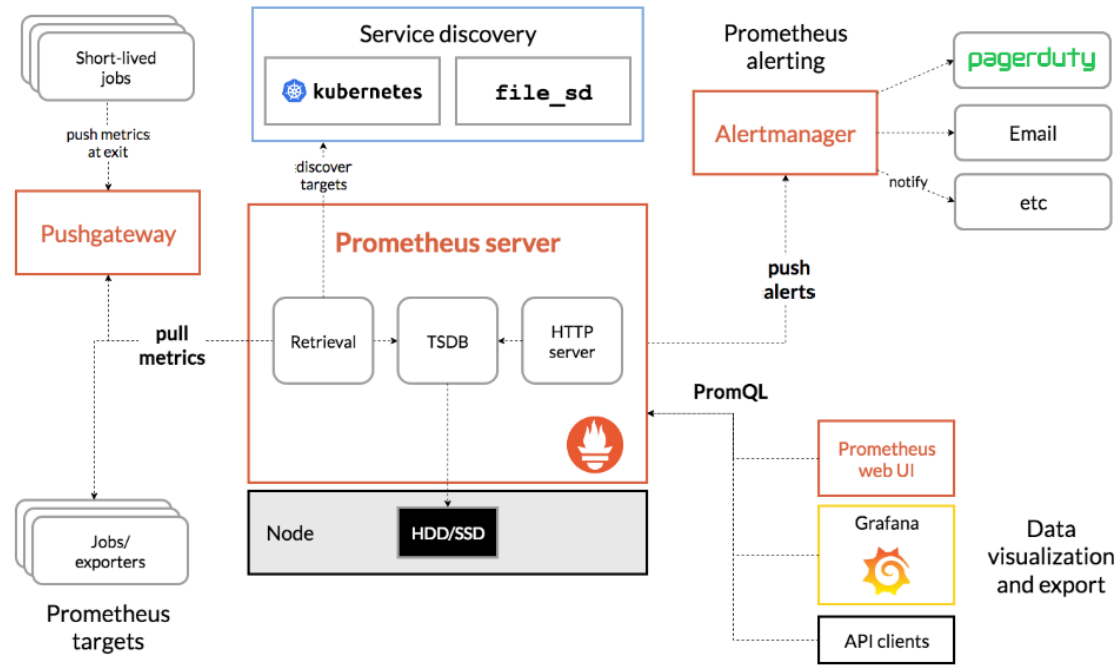 Short-lived
jobs
push metrics
at exit
Pushgateway
Service discovery
kubernetes
file_sd
discover
targets
Prometheus
alerting
Alertmanager
pagerduty
Email
notify
etc
Prometheus server
push
alerts
pull
metrics
Retrieval
TSDB
HTTP
server
PromQL
Node
HDD/SSD
Jobs/
exporters
Prometheus
targets
Prometheus
web UI
Grafana
API clients
Data
visualization
and export